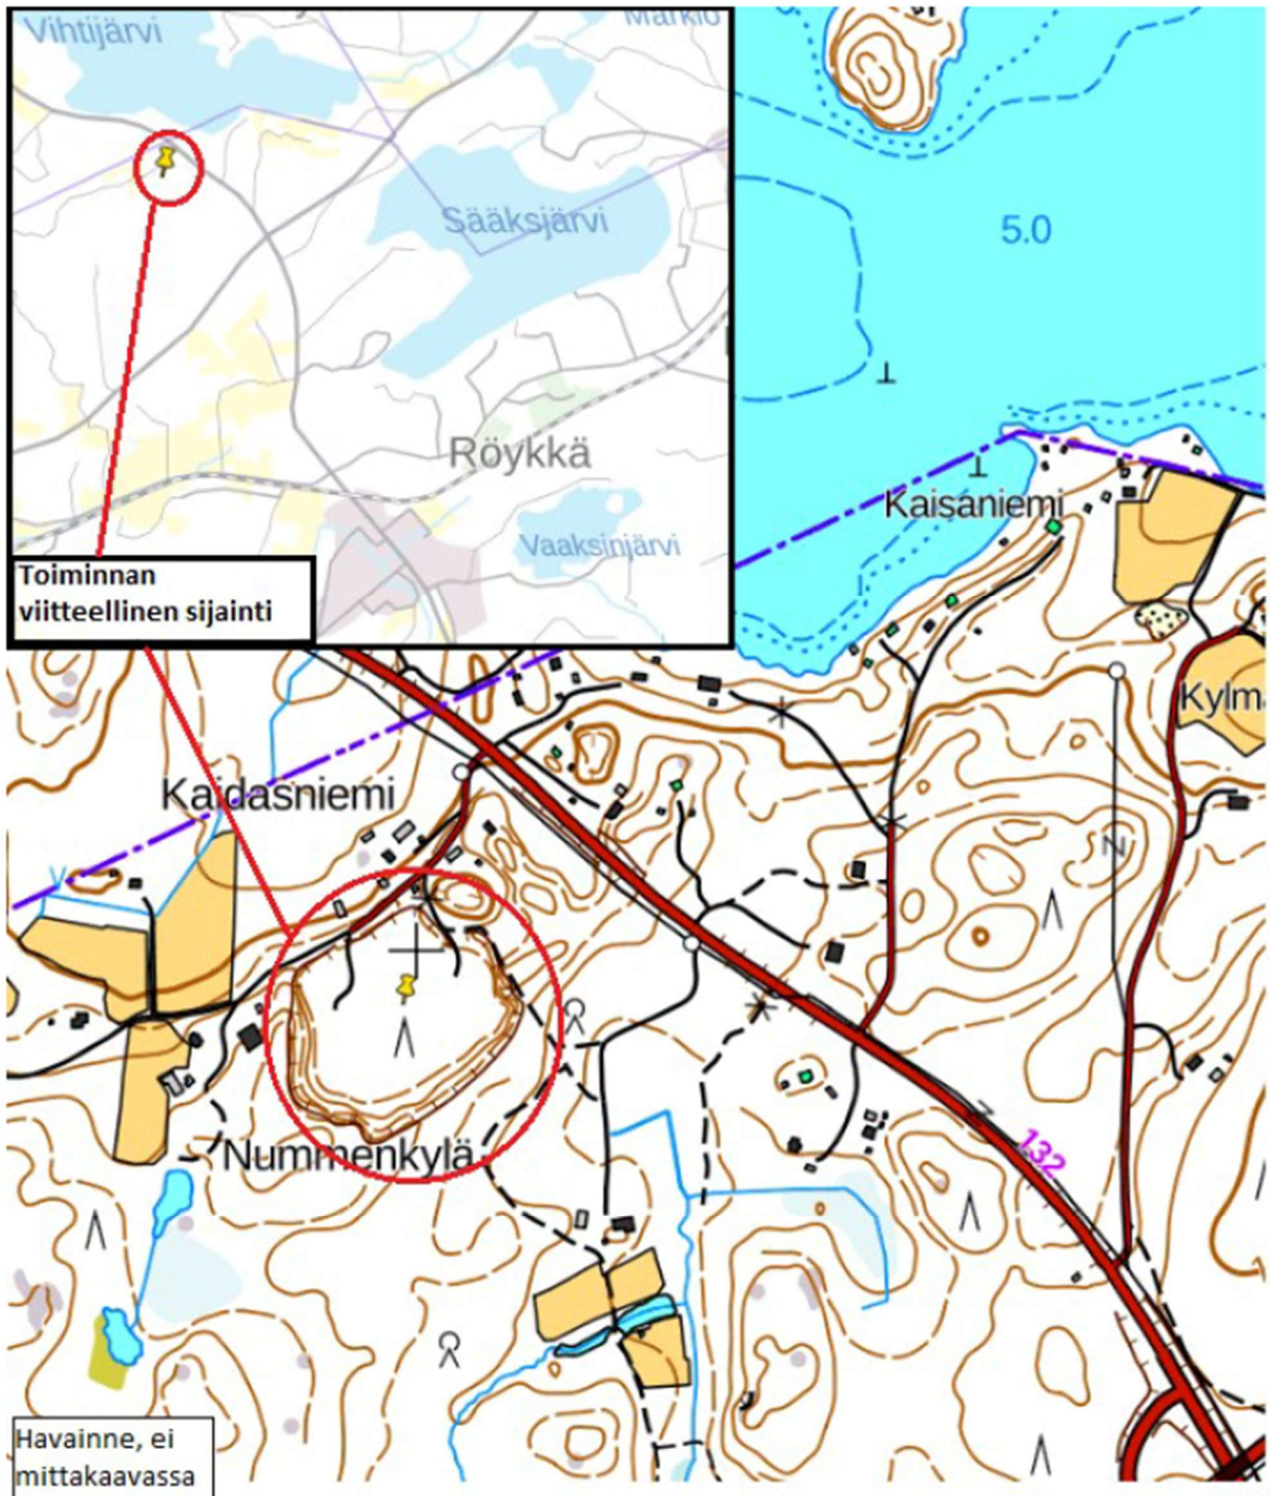 Vihtijärvi
Sääksjärvi
Röykkä
Vaaksinjärvi
Toiminnan
viitteellinen sijainti
5.0
Kaisaniemi
Kaidasniemi
Nummenkylä
132
Havainne, ei
mittakaavassa